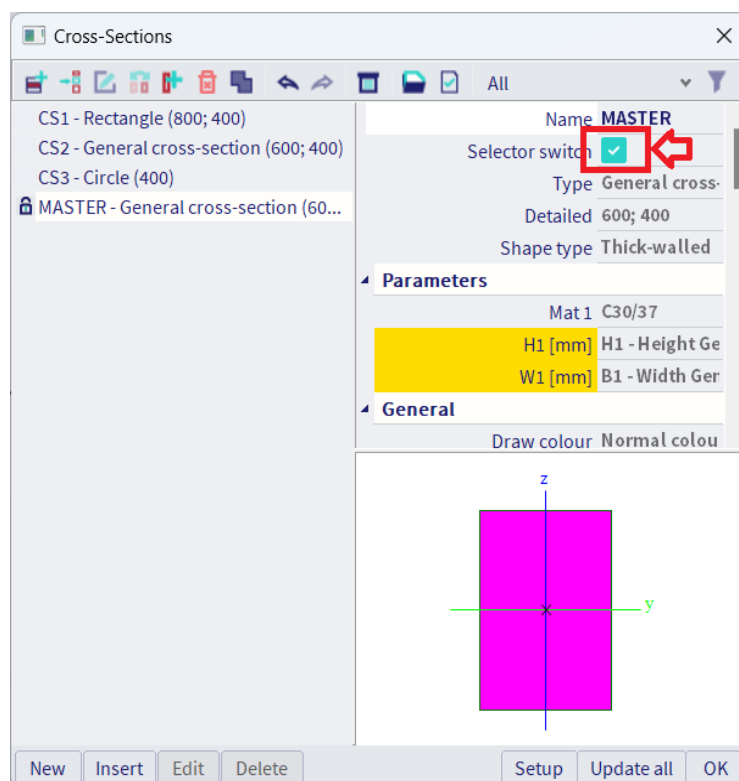 Cross-Sections
All
CS1 - Rectangle (800; 400)
CS2 - General cross-section (600; 400)
CS3 - Circle (400)
MASTER - General cross-section (60...
Name MASTER
Selector switch
Type General cross-
Detailed 600; 400
Shape type Thick-walled
Parameters
Mat 1 C30/37
H1 [mm] H1 - Height Ge
W1 [mm] B1 - Width Ger
General
Draw colour Normal colou
z
y
New Insert Edit Delete Setup Update all OK